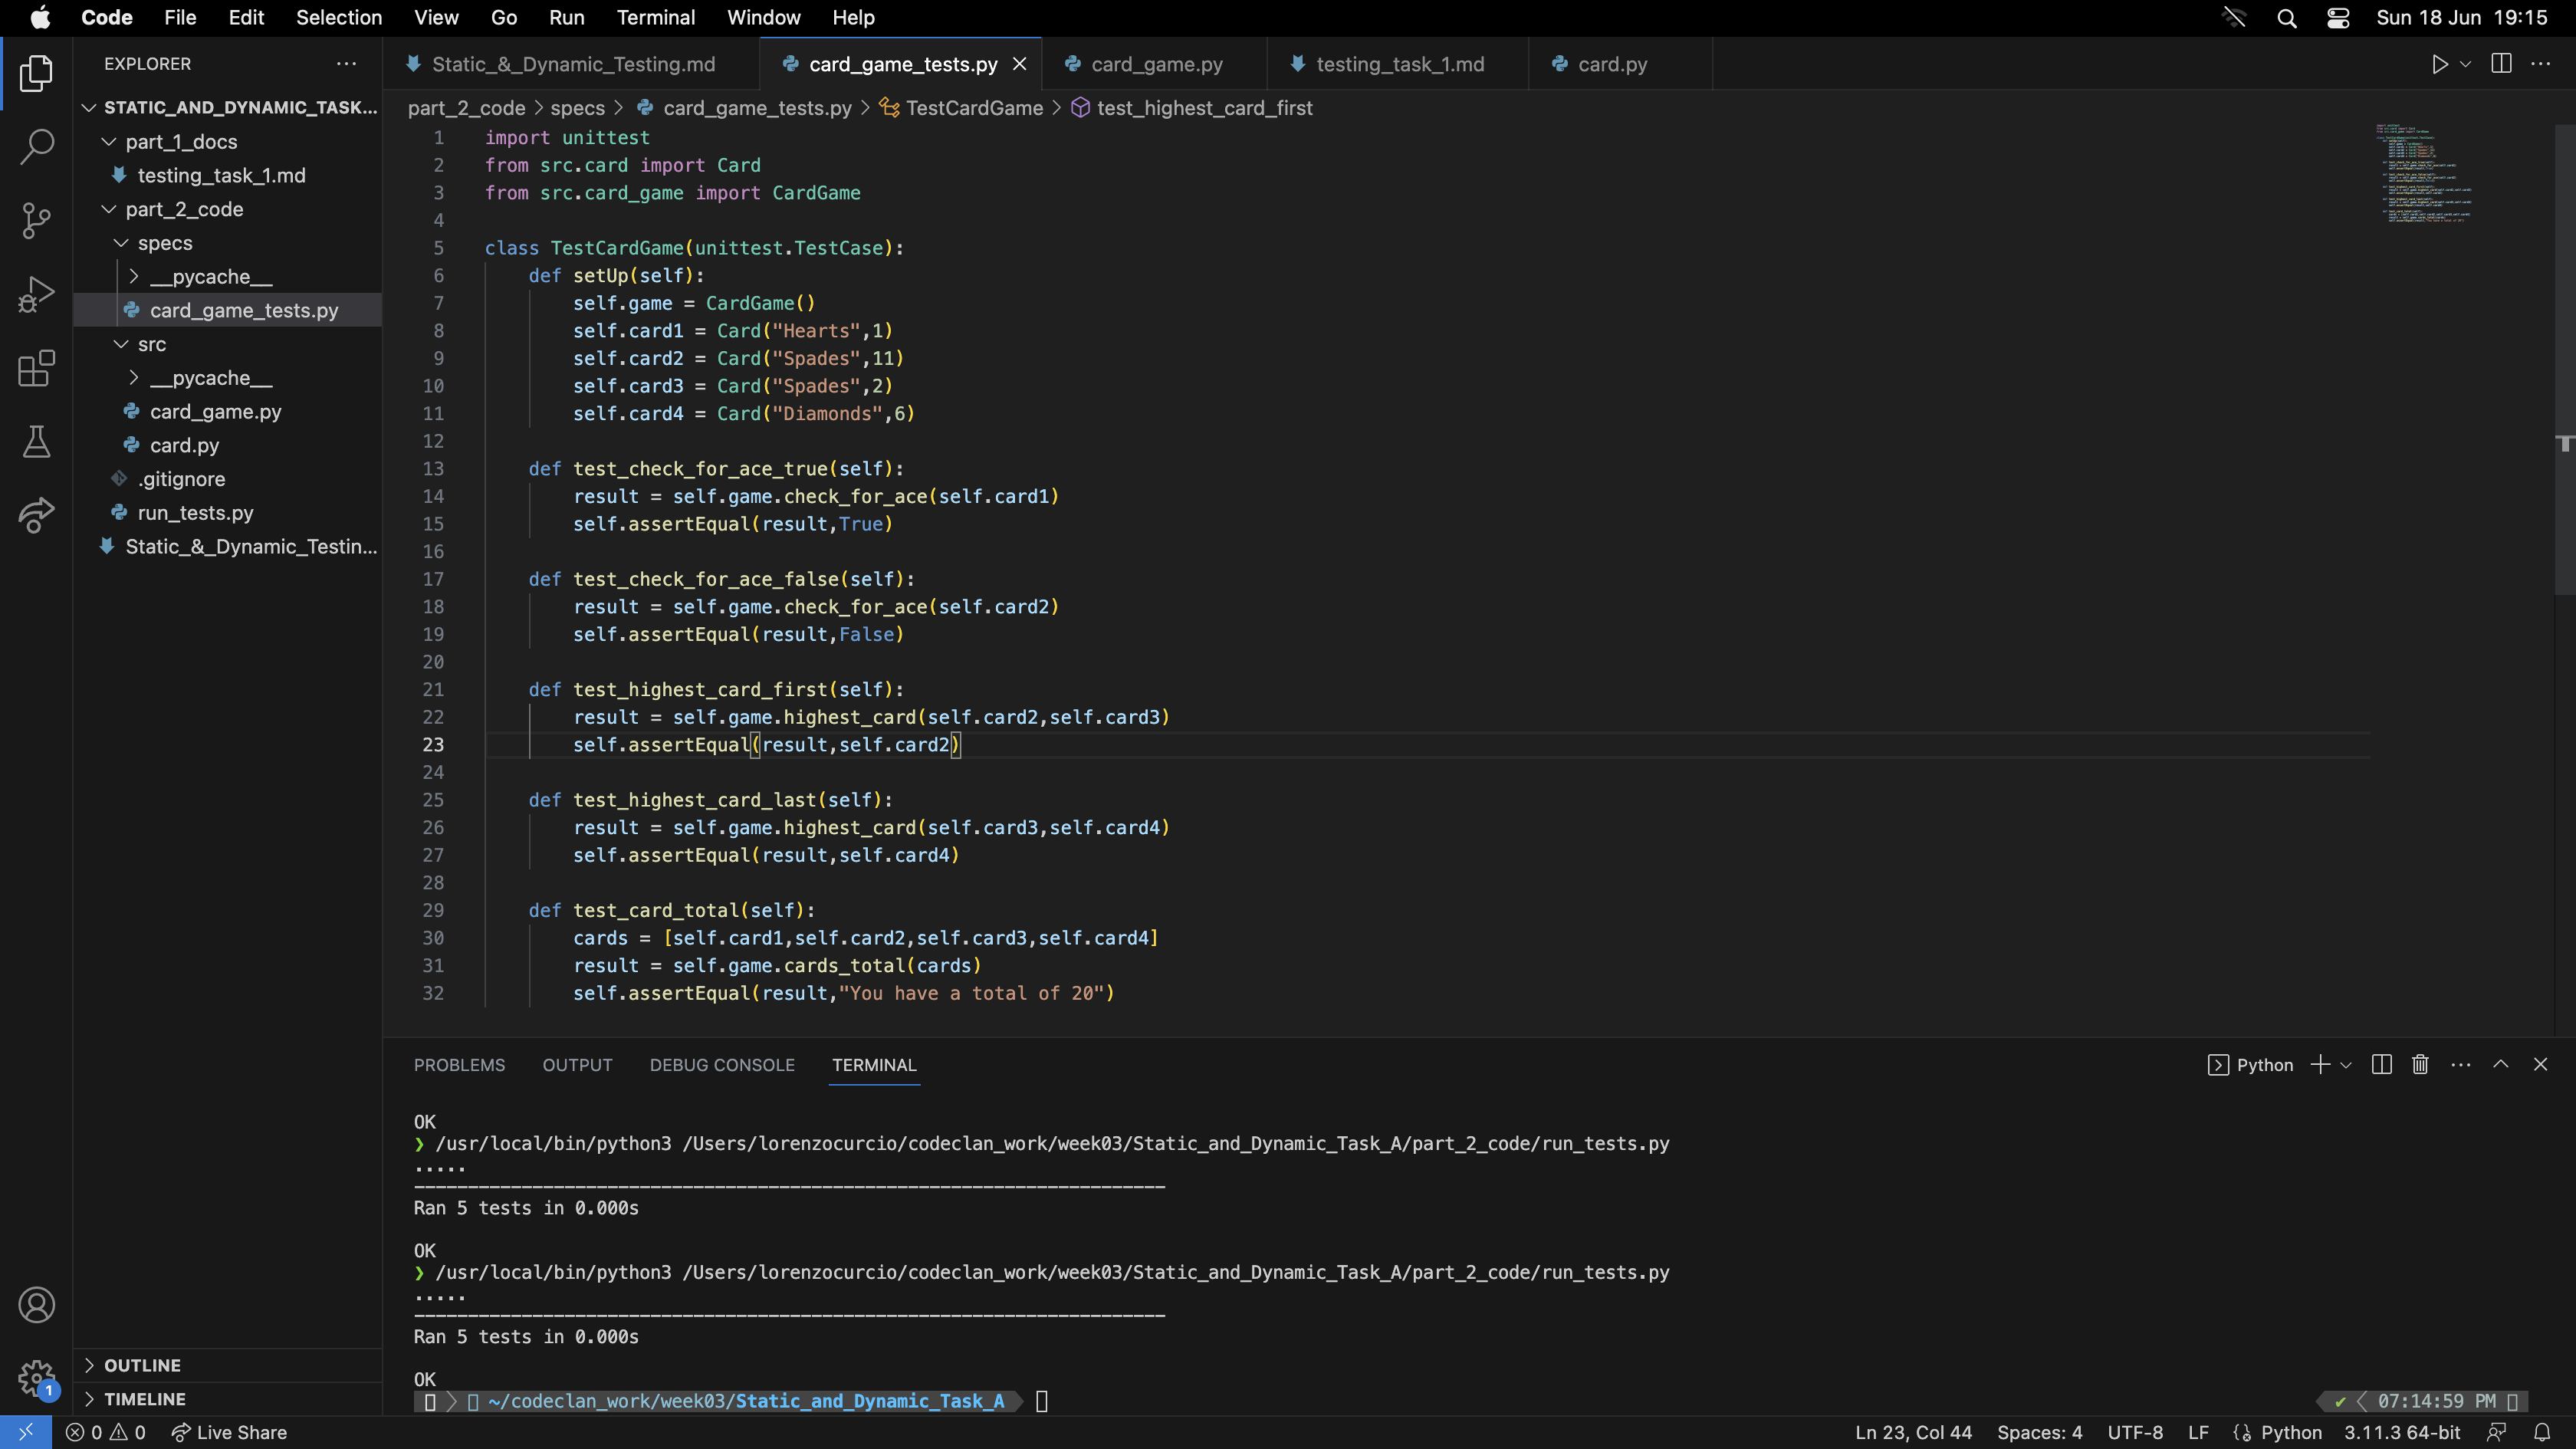 Code File Edit Selection View Go Run Terminal Window Help Sun 18 Jun 19:15
EXPLORER
Static_&_Dynamic_Testing.md card_game_tests.py card_game.py testing_task_1.md card.py
STATIC_AND_DYNAMIC_TASK...
part_1_docs
testing_task_1.md
part_2_code
specs
__pycache__
card_game_tests.py
src
__pycache__
card_game.py
card.py
.gitignore
run_tests.py
Static_&_Dynamic_Testin...
OUTLINE
TIMELINE
part_2_code > specs > card_game_tests.py > TestCardGame > test_highest_card_first
1 import unittest
2 from src.card import Card
3 from src.card_game import CardGame
4
5 class TestCardGame(unittest.TestCase):
6     def setUp(self):
7         self.game = CardGame()
8         self.card1 = Card("Hearts",1)
9         self.card2 = Card("Spades",11)
10         self.card3 = Card("Spades",2)
11         self.card4 = Card("Diamonds",6)
12
13     def test_check_for_ace_true(self):
14         result = self.game.check_for_ace(self.card1)
15         self.assertEqual(result,True)
16
17     def test_check_for_ace_false(self):
18         result = self.game.check_for_ace(self.card2)
19         self.assertEqual(result,False)
20
21     def test_highest_card_first(self):
22         result = self.game.highest_card(self.card2,self.card3)
23         self.assertEqual(result,self.card2)
24
25     def test_highest_card_last(self):
26         result = self.game.highest_card(self.card3,self.card4)
27         self.assertEqual(result,self.card4)
28
29     def test_card_total(self):
30         cards = [self.card1,self.card2,self.card3,self.card4]
31         result = self.game.cards_total(cards)
32         self.assertEqual(result,"You have a total of 20")
PROBLEMS OUTPUT DEBUG CONSOLE TERMINAL Python
OK
❯ /usr/local/bin/python3 /Users/lorenzocurcio/codeclan_work/week03/Static_and_Dynamic_Task_A/part_2_code/run_tests.py
.....
----------------------------------------------------------------------
Ran 5 tests in 0.000s
OK
❯ /usr/local/bin/python3 /Users/lorenzocurcio/codeclan_work/week03/Static_and_Dynamic_Task_A/part_2_code/run_tests.py
.....
----------------------------------------------------------------------
Ran 5 tests in 0.000s
OK
~/codeclan_work/week03/Static_and_Dynamic_Task_A ✔ 07:14:59 PM
1
0 0 Live Share Ln 23, Col 44 Spaces: 4 UTF-8 LF Python 3.11.3 64-bit